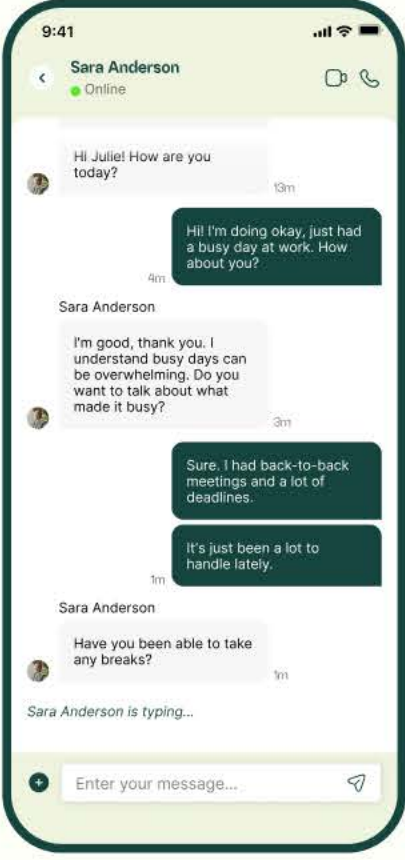 9:41
Sara Anderson
Online
Hi Julie! How are you
today?
13m
Hi! I'm doing okay, just had
a busy day at work. How
about you?
4m
Sara Anderson
I'm good, thank you. I
understand busy days can
be overwhelming. Do you
want to talk about what
made it busy?
3m
Sure. I had back-to-back
meetings and a lot of
deadlines.
It's just been a lot to
handle lately.
1m
Sara Anderson
Have you been able to take
any breaks?
1m
Sara Anderson is typing...
Enter your message...